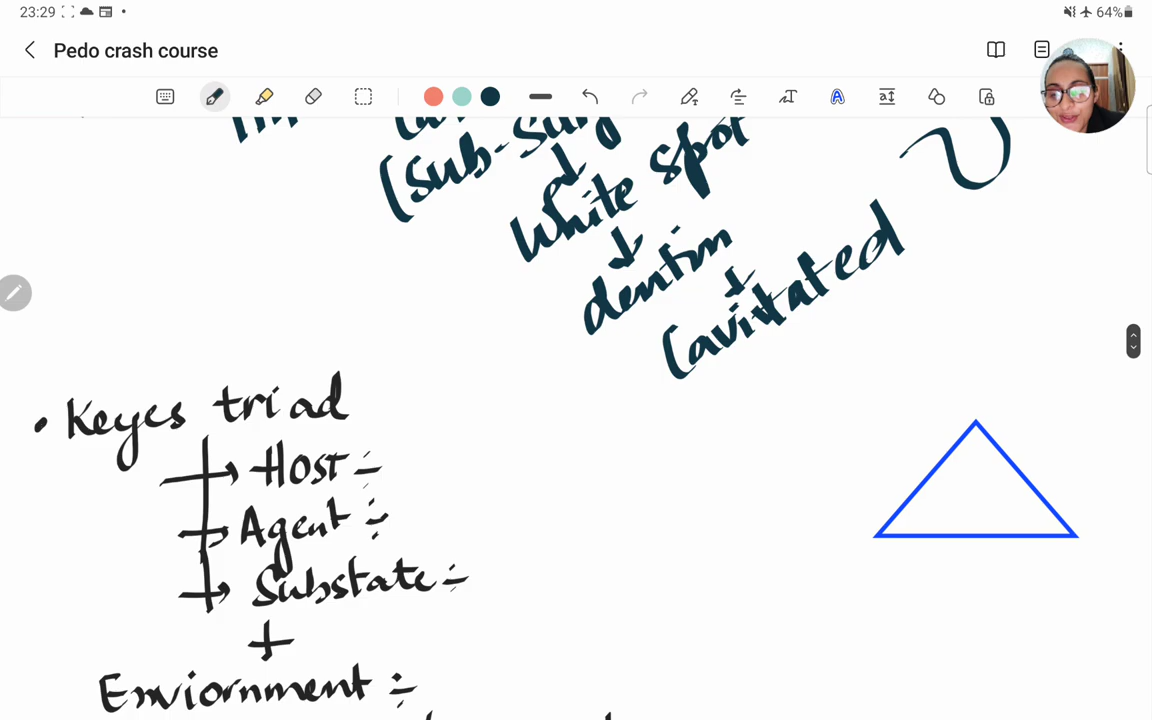 23:29
64%
Pedo crash course
(Sub-
White spot
dentin
Cavitated
• Keyes triad
→ Host ÷
→ Agent ÷
→ Substate ÷
+
Enviornment ÷